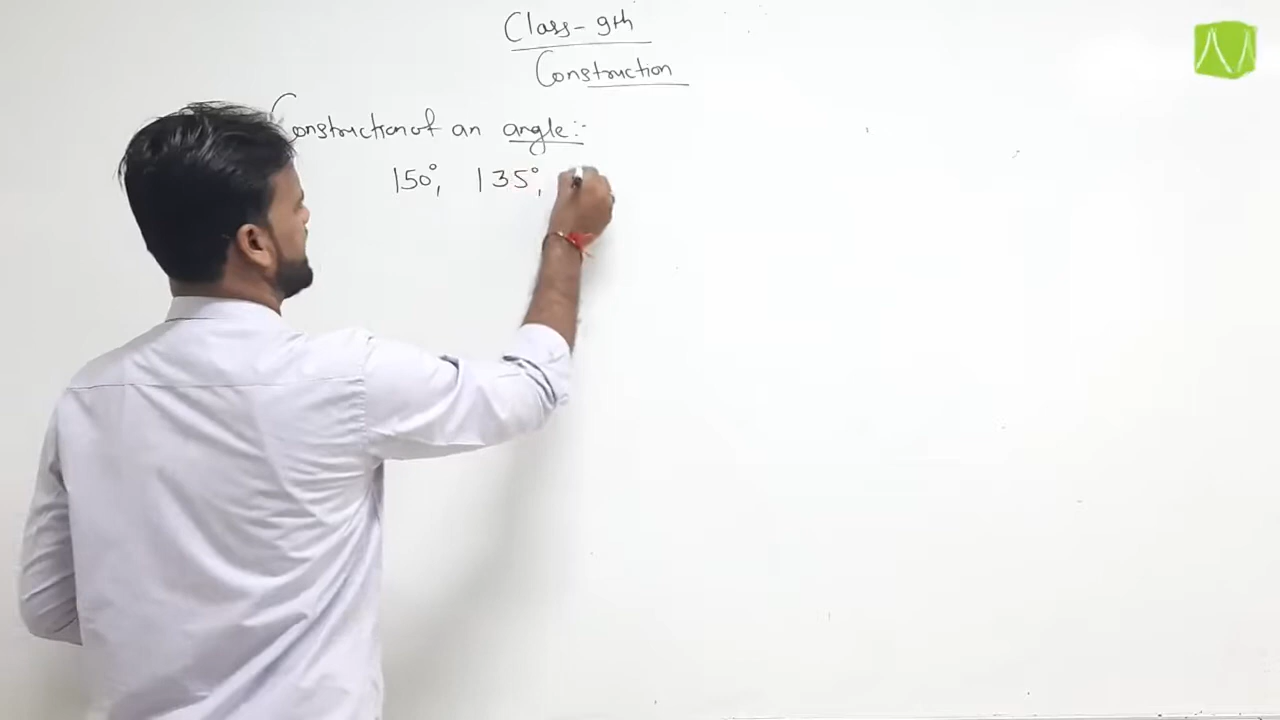 Class-9th
Construction
Construction of an angle:-
150°, 135°,